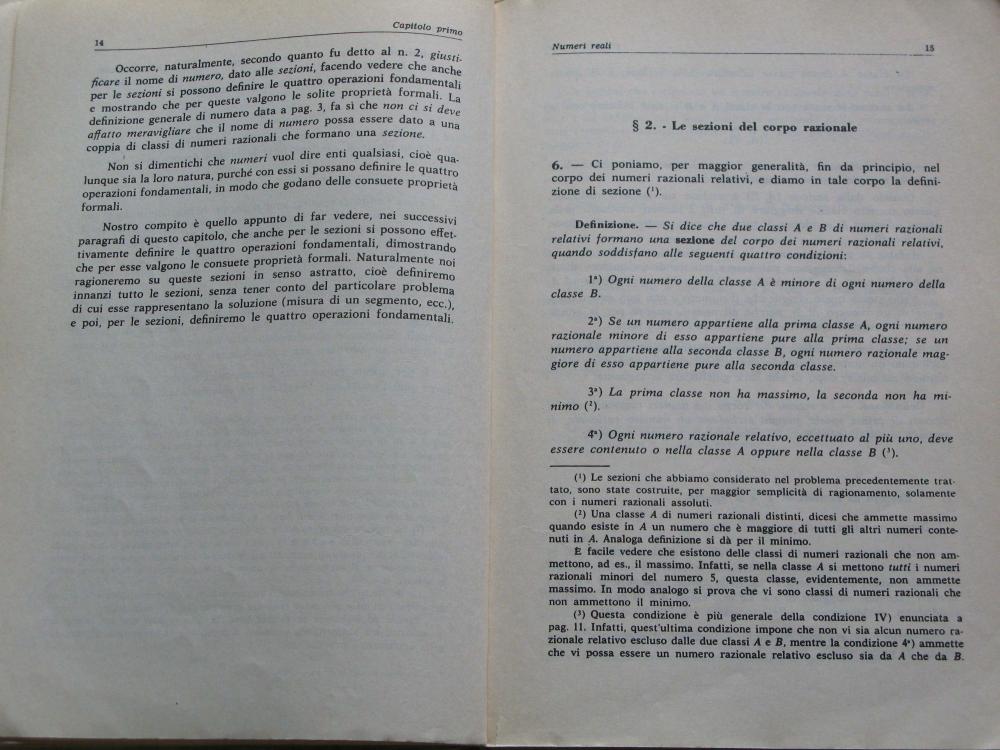 14
Capitolo primo
Occorre, naturalmente, secondo quanto fu detto al n. 2, giusti-
ficare il nome di numero, dato alle sezioni, facendo vedere che anche
per le sezioni si possono definire le quattro operazioni fondamentali
e mostrando che per queste valgono le solite proprietà formali. La
definizione generale di numero data a pag. 3, fa sì che non ci si deve
affatto meravigliare che il nome di numero possa essere dato a una
coppia di classi di numeri razionali che formano una sezione.
Non si dimentichi che numeri vuol dire enti qualsiasi, cioè qua-
lunque sia la loro natura, purché con essi si possano definire le quattro
operazioni fondamentali, in modo che godano delle consuete proprietà
formali.
Nostro compito è quello appunto di far vedere, nei successivi
paragrafi di questo capitolo, che anche per le sezioni si possono effet-
tivamente definire le quattro operazioni fondamentali, dimostrando
che per esse valgono le consuete proprietà formali. Naturalmente noi
ragioneremo su queste sezioni in senso astratto, cioè definiremo
innanzi tutto le sezioni, senza tener conto del particolare problema
di cui esse rappresentano la soluzione (misura di un segmento, ecc.),
e poi, per le sezioni, definiremo le quattro operazioni fondamentali.
Numeri reali
15
§ 2. - Le sezioni del corpo razionale
6. — Ci poniamo, per maggior generalità, fin da principio, nel
corpo dei numeri razionali relativi, e diamo in tale corpo la defini-
zione di sezione (¹).
Definizione. — Si dice che due classi A e B di numeri razionali
relativi formano una sezione del corpo dei numeri razionali relativi,
quando soddisfano alle seguenti quattro condizioni:
1ª) Ogni numero della classe A è minore di ogni numero della
classe B.
2ª) Se un numero appartiene alla prima classe A, ogni numero
razionale minore di esso appartiene pure alla prima classe; se un
numero appartiene alla seconda classe B, ogni numero razionale mag-
giore di esso appartiene pure alla seconda classe.
3ª) La prima classe non ha massimo, la seconda non ha mi-
nimo (²).
4ª) Ogni numero razionale relativo, eccettuato al più uno, deve
essere contenuto o nella classe A oppure nella classe B (³).
(¹) Le sezioni che abbiamo considerato nel problema precedentemente trat-
tato, sono state costruite, per maggior semplicità di ragionamento, solamente
con i numeri razionali assoluti.
(²) Una classe A di numeri razionali distinti, dicesi che ammette massimo
quando esiste in A un numero che è maggiore di tutti gli altri numeri conte-
nuti in A. Analoga definizione si dà per il minimo.
È facile vedere che esistono delle classi di numeri razionali che non am-
mettono, ad es., il massimo. Infatti, se nella classe A si mettono tutti i numeri
razionali minori del numero 5, questa classe, evidentemente, non ammette
massimo. In modo analogo si prova che vi sono classi di numeri razionali che
non ammettono il minimo.
(³) Questa condizione è più generale della condizione IV) enunciata a
pag. 11. Infatti, quest'ultima condizione impone che non vi sia alcun numero ra-
zionale relativo escluso dalle due classi A e B, mentre la condizione 4ª) ammette
che vi possa essere un numero razionale relativo escluso sia da A che da B.